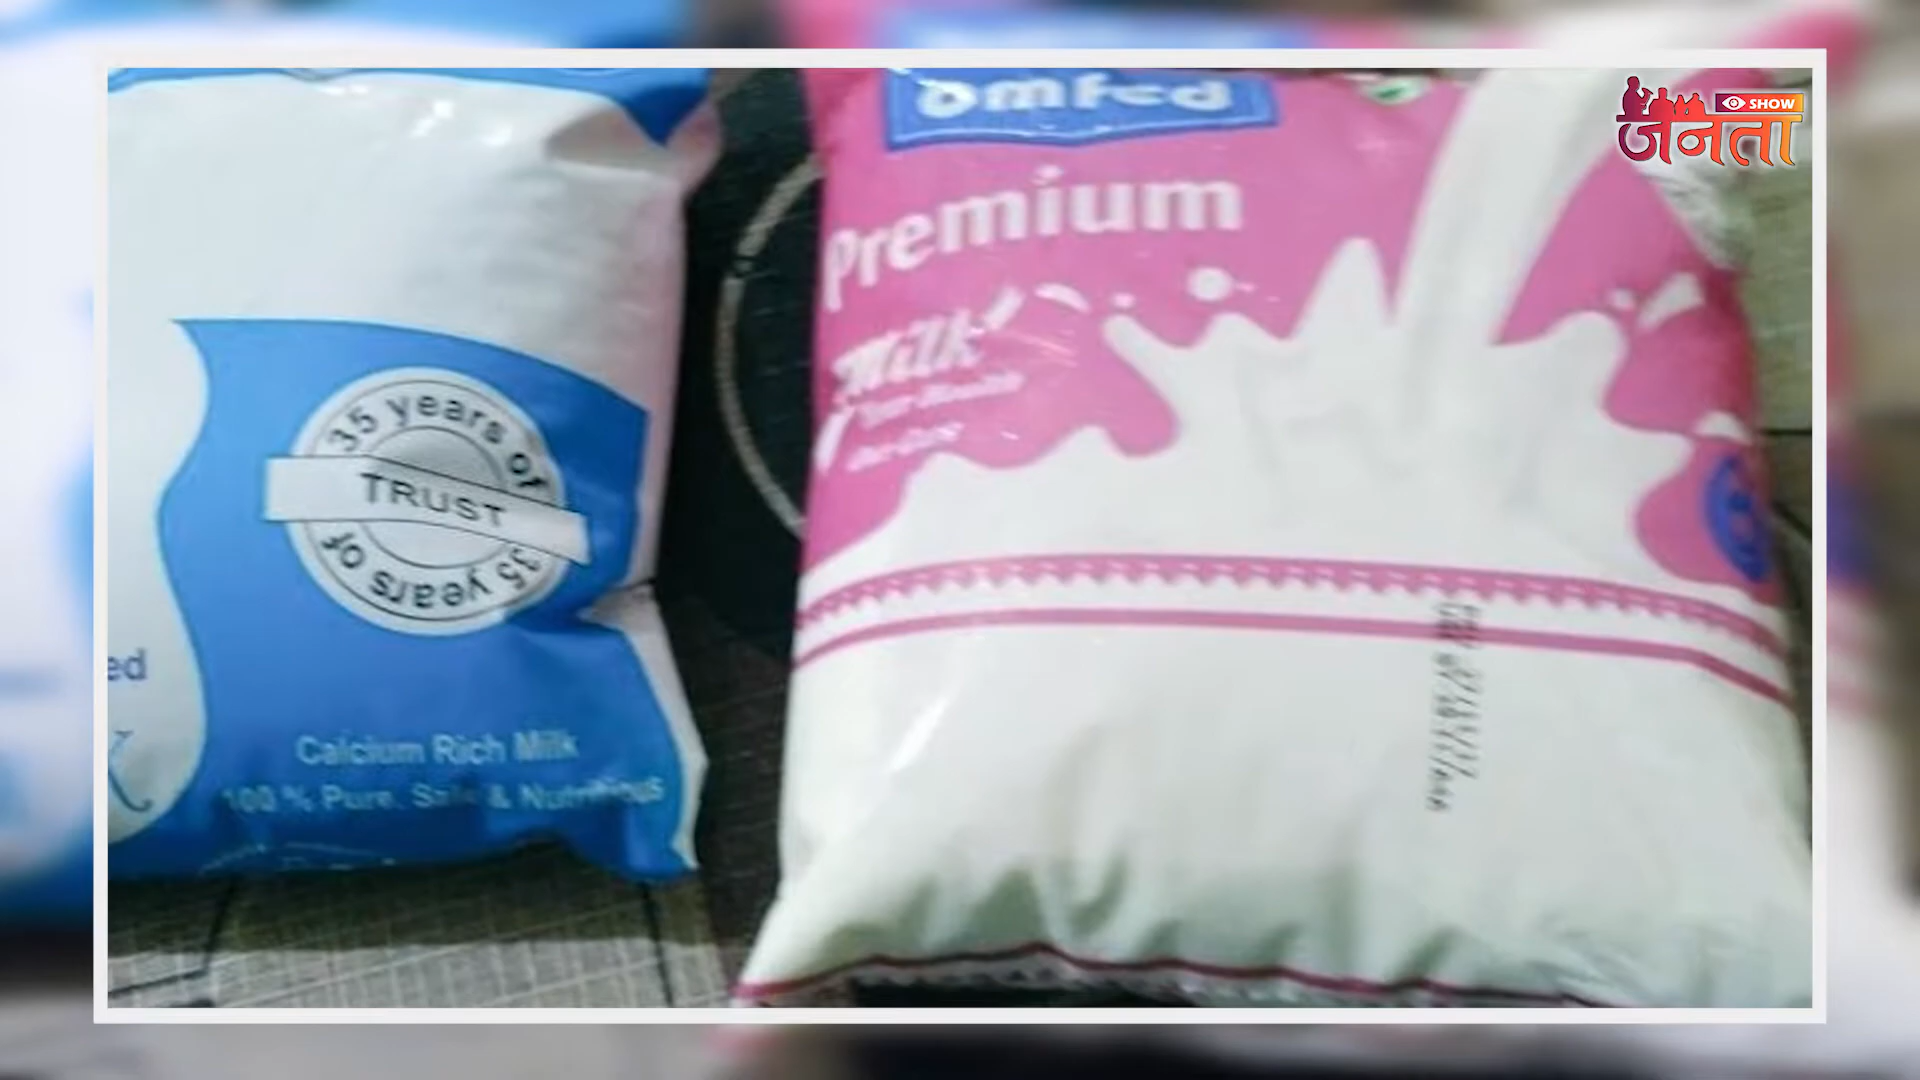 SHOW
जनता
omfed
Premium
Milk
35 years of
TRUST
35 years of
ed
Calcium Rich Milk
100 % Pure, Safe & Nutritious